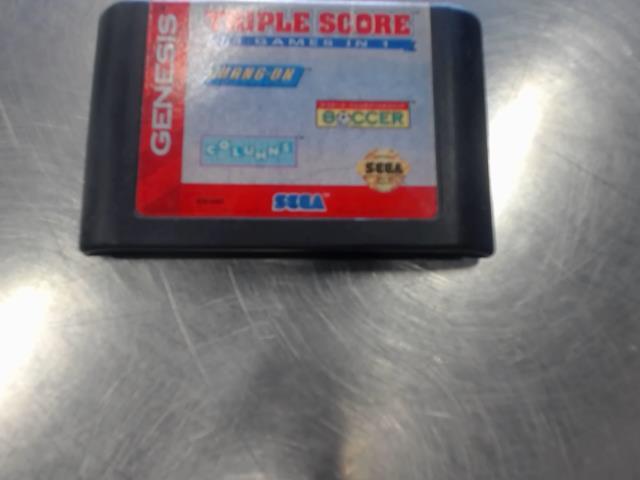 GENESIS
TRIPLE SCORE
3 GAMES IN 1
HANG-ON
SOCCER
COLUMNS
SEGA
SEGA